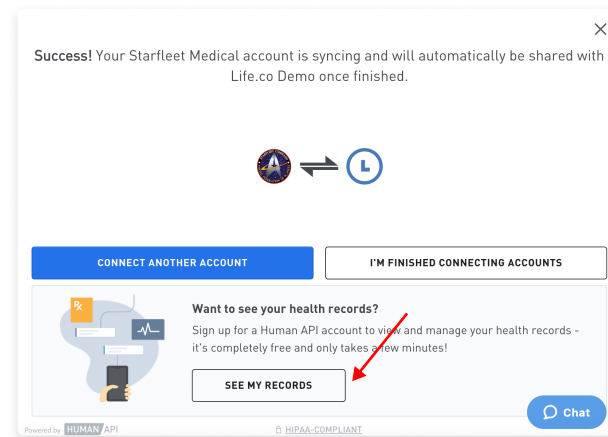 Success! Your Starfleet Medical account is syncing and will automatically be shared with
Life.co Demo once finished.
L
CONNECT ANOTHER ACCOUNT
I'M FINISHED CONNECTING ACCOUNTS
Rx
Want to see your health records?
Sign up for a Human API account to view and manage your health records -
it's completely free and only takes a few minutes!
SEE MY RECORDS
Chat
Powered by HUMAN API
HIPAA-COMPLIANT